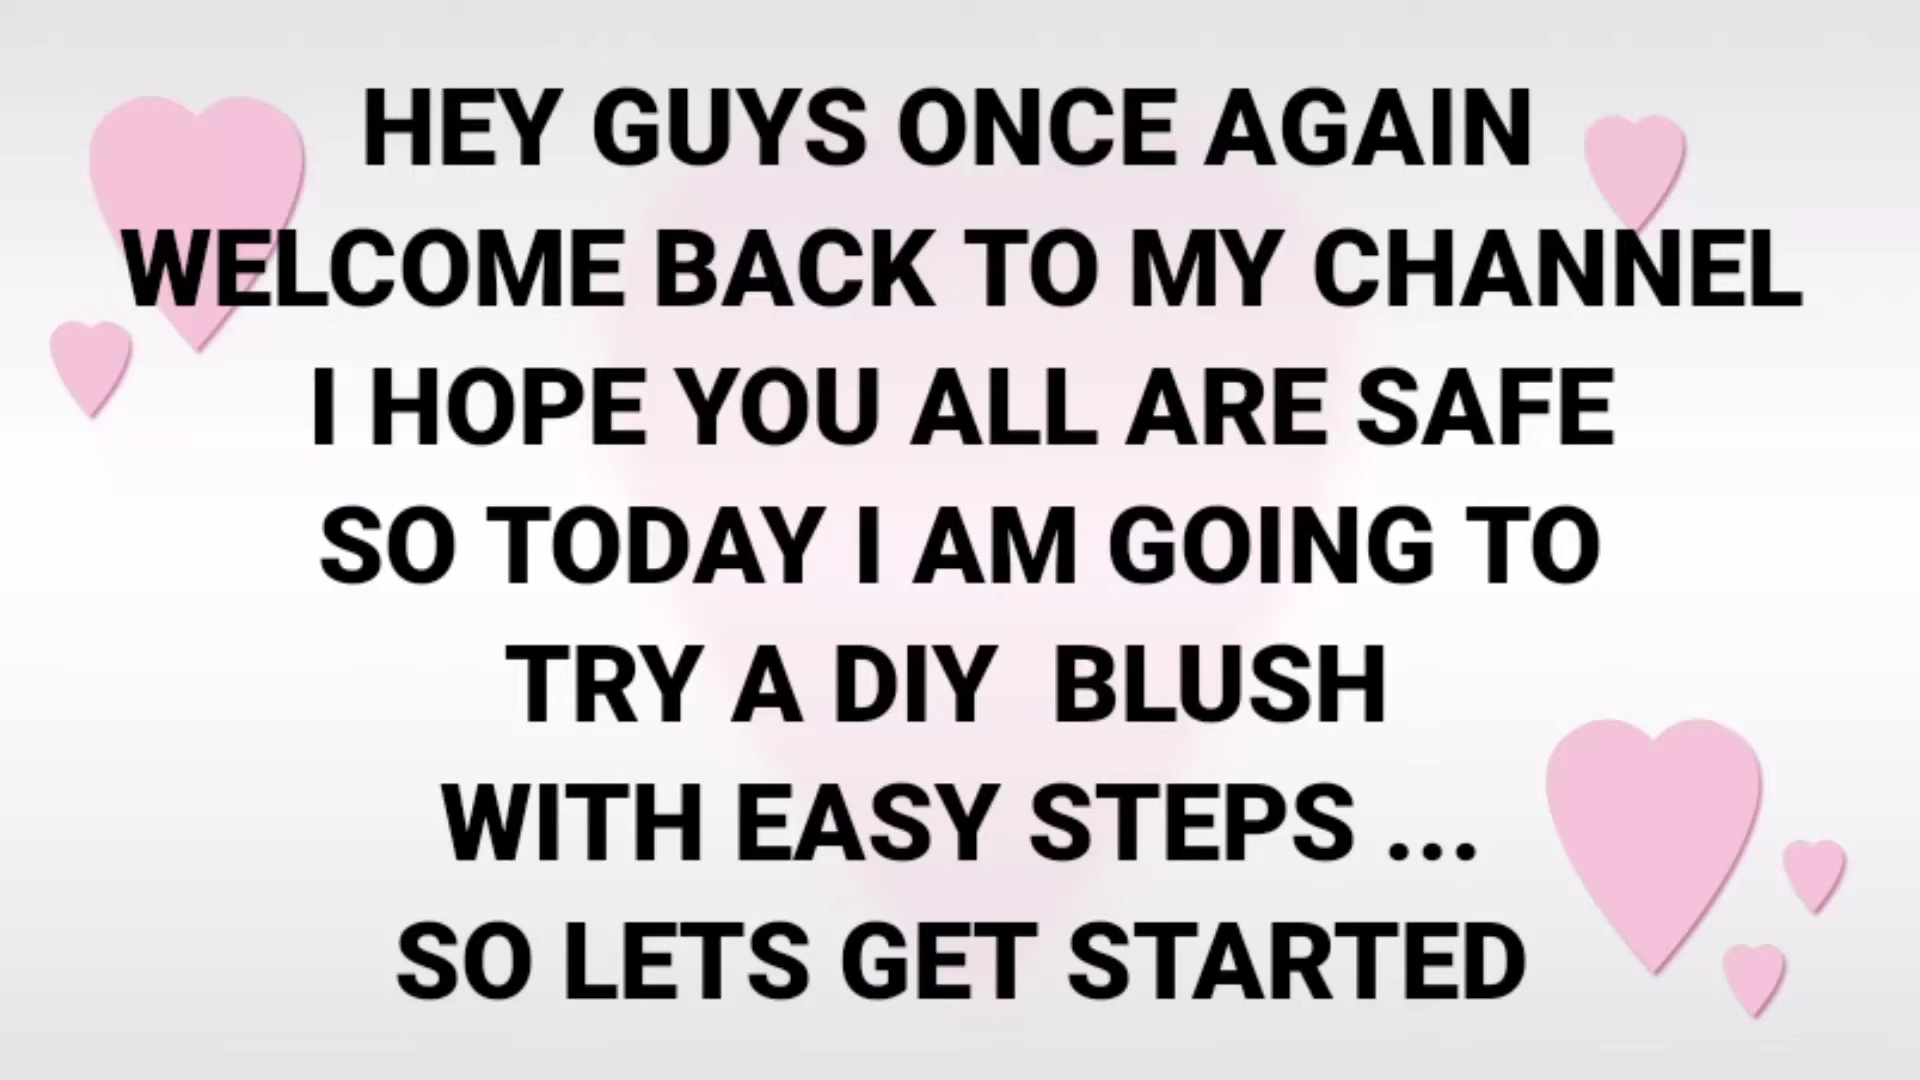 HEY GUYS ONCE AGAIN
WELCOME BACK TO MY CHANNEL
I HOPE YOU ALL ARE SAFE
SO TODAY I AM GOING TO
TRY A DIY  BLUSH
WITH EASY STEPS ...
SO LETS GET STARTED